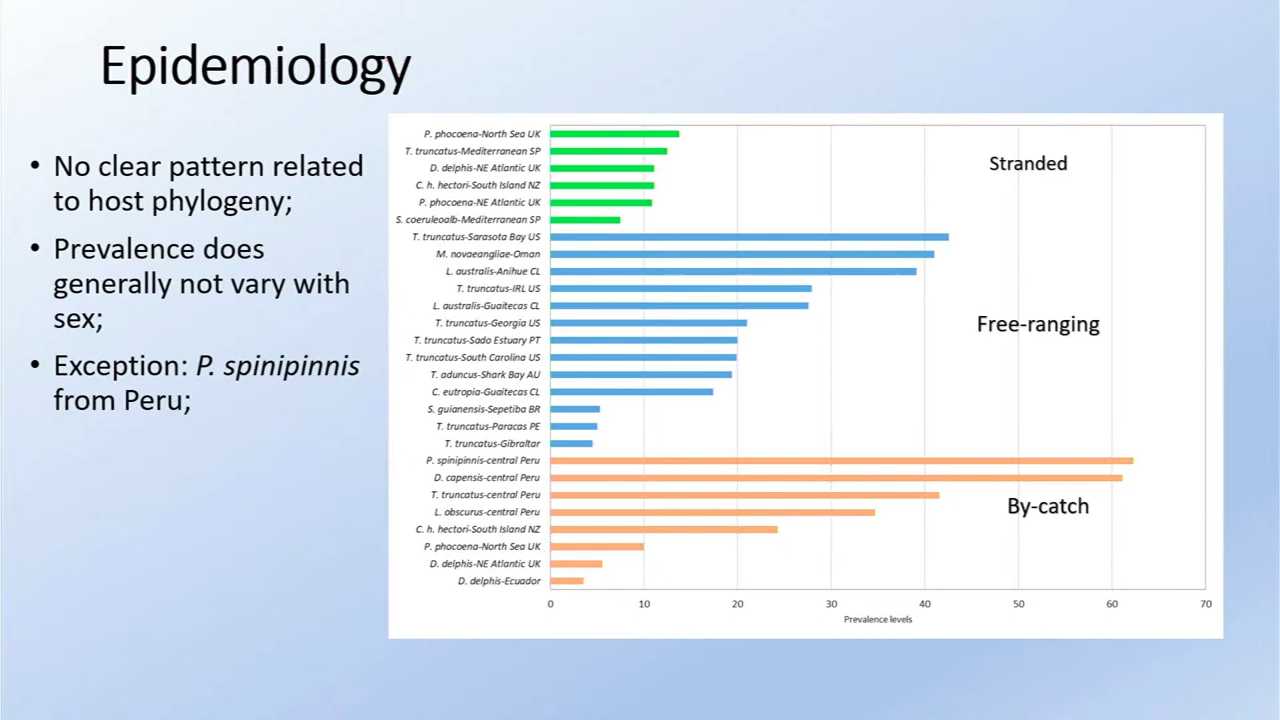 Epidemiology
• No clear pattern related
to host phylogeny;
• Prevalence does
generally not vary with
sex;
• Exception: P. spinipinnis
from Peru;
P. phocoena-North Sea UK
T. truncatus-Mediterranean SP
D. delphis-NE Atlantic UK
C. h. hectori-South Island NZ
P. phocoena-NE Atlantic UK
S. coeruleoalb-Mediterranean SP
T. truncatus-Sarasota Bay US
M. novaeangliae-Oman
L. australis-Anihue CL
T. truncatus-IRL US
L. australis-Guaitecas CL
T. truncatus-Georgia US
T. truncatus-Sado Estuary PT
T. truncatus-South Carolina US
T. aduncus-Shark Bay AU
C. eutropia-Guaitecas CL
S. guianensis-Sepetiba BR
T. truncatus-Paracas PE
T. truncatus-Gibraltar
P. spinipinnis-central Peru
D. capensis-central Peru
T. truncatus-central Peru
L. obscurus-central Peru
C. h. hectori-South Island NZ
P. phocoena-North Sea UK
D. delphis-NE Atlantic UK
D. delphis-Ecuador
Stranded
Free-ranging
By-catch
0 10 20 30 40 50 60 70
Prevalence levels